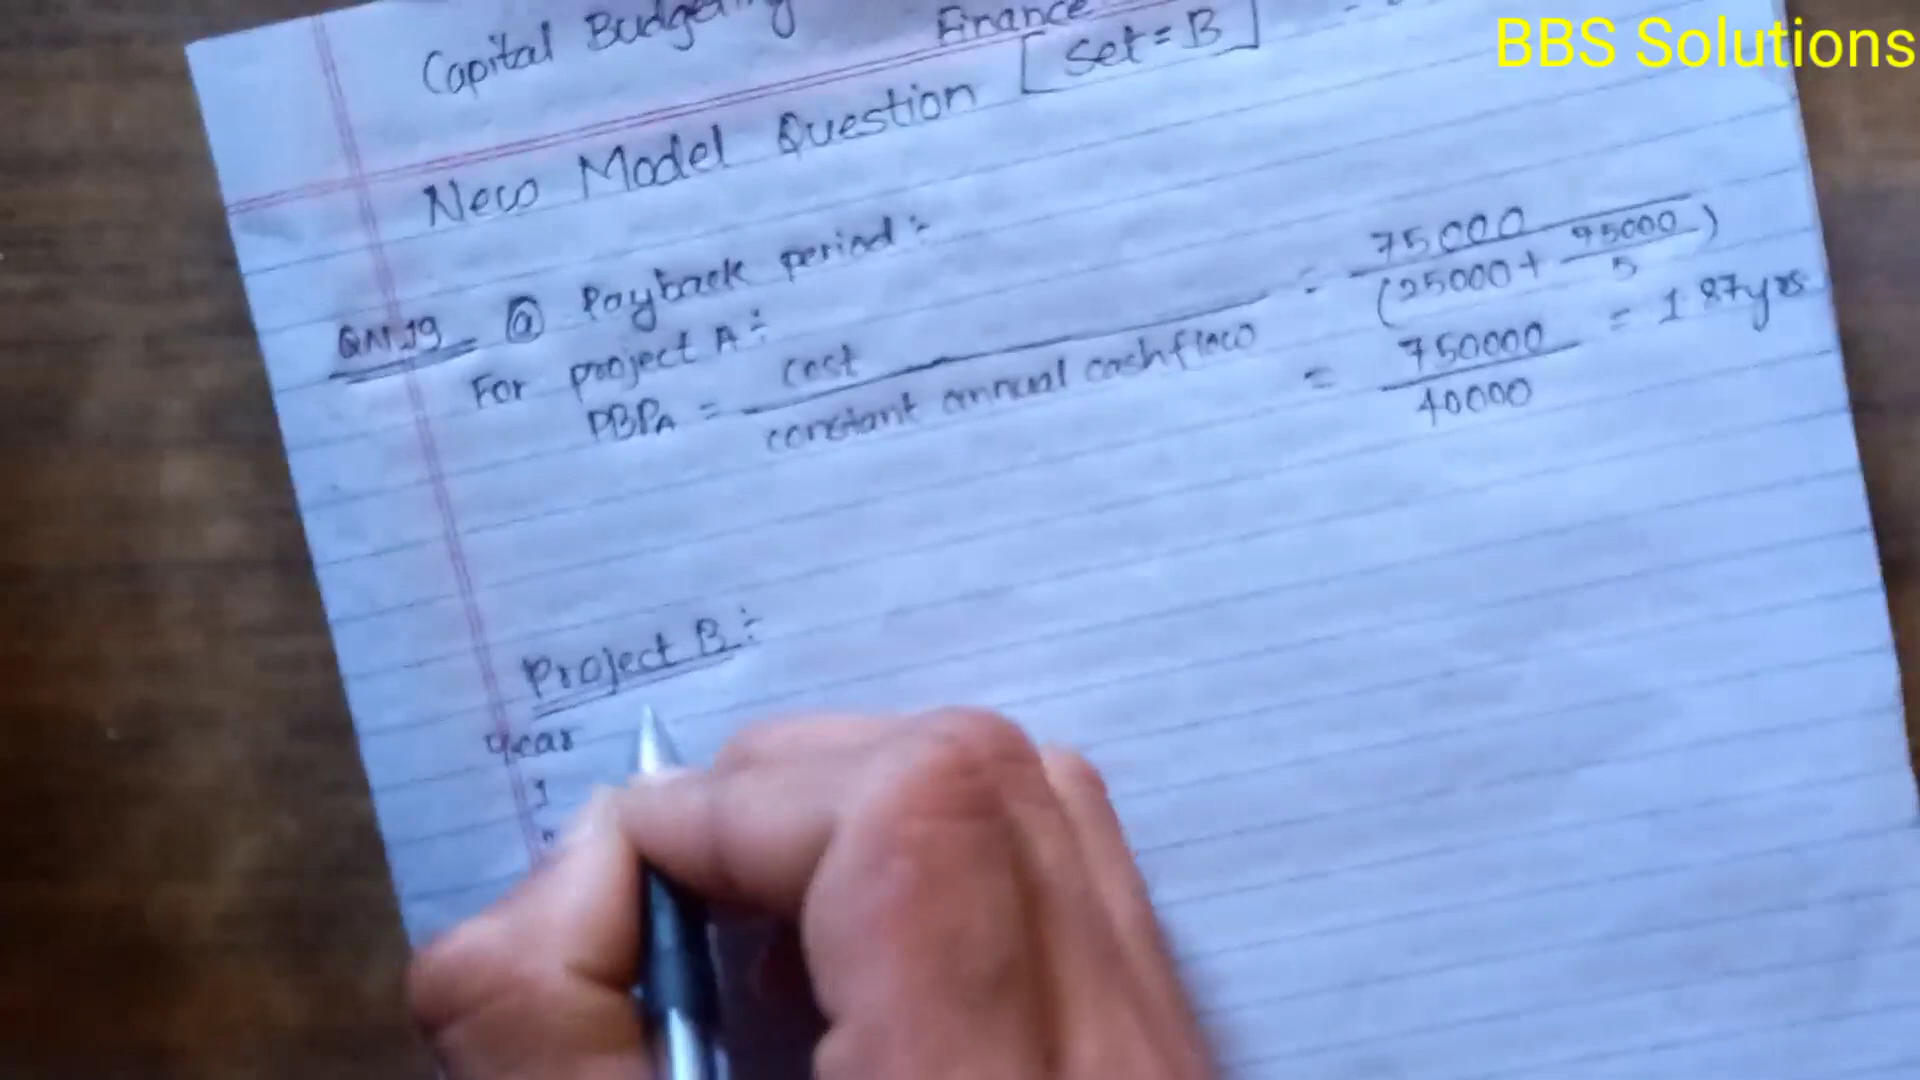 BBS Solutions
Capital Budgeting Finance
New Model Question [Set = B]
QN.19 ⓐ Payback period :-
For project A :-
PBPA = cost / constant annual cashflow = 75000 / (25000 + 75000 / 5)
= 750000 / 40000 = 1.87yrs
Project B :-
Year
1